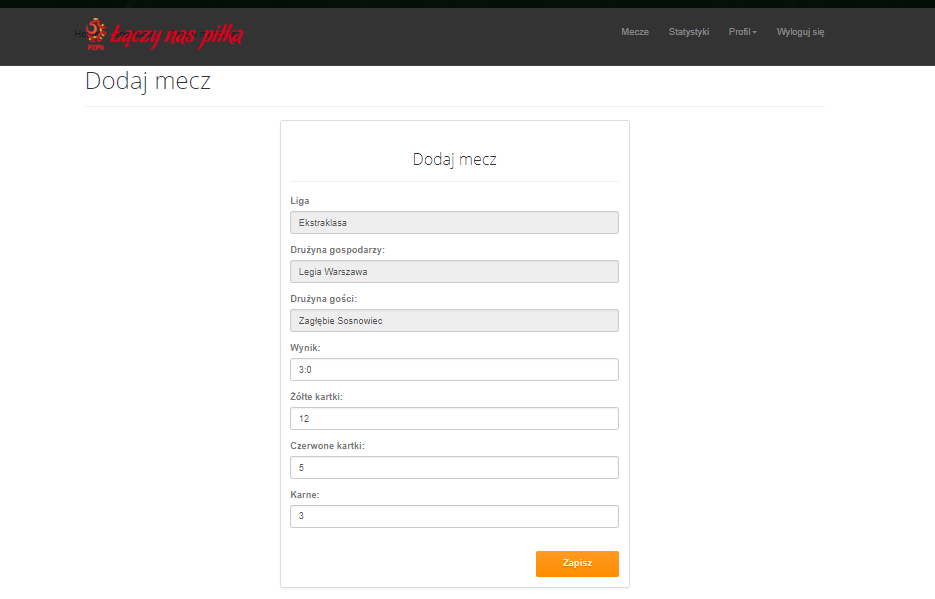 PZPN Łączy nas piłka
Mecze Statystyki Profil Wyloguj się
Dodaj mecz
Dodaj mecz
Liga
Ekstraklasa
Drużyna gospodarzy:
Legia Warszawa
Drużyna gości:
Zagłębie Sosnowiec
Wynik:
3:0
Żółte kartki:
12
Czerwone kartki:
5
Karne:
3
Zapisz